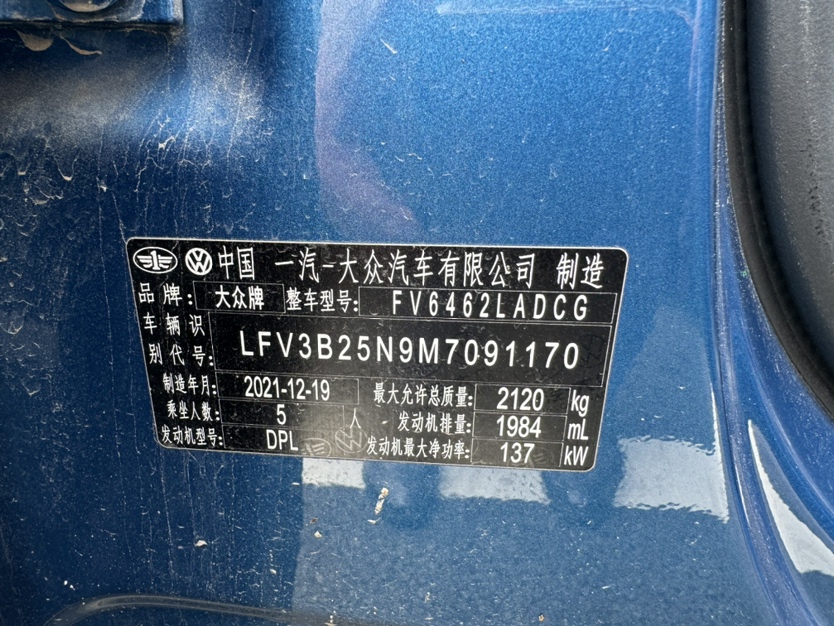 中国 一汽-大众汽车有限公司 制造
品牌: 大众牌 整车型号: FV6462LADCG
车辆识别代号: LFV3B25N9M7091170
制造年月: 2021-12-19 最大允许总质量: 2120 kg
乘坐人数: 5 人 发动机排量: 1984 mL
发动机型号: DPL 发动机最大净功率: 137 kW